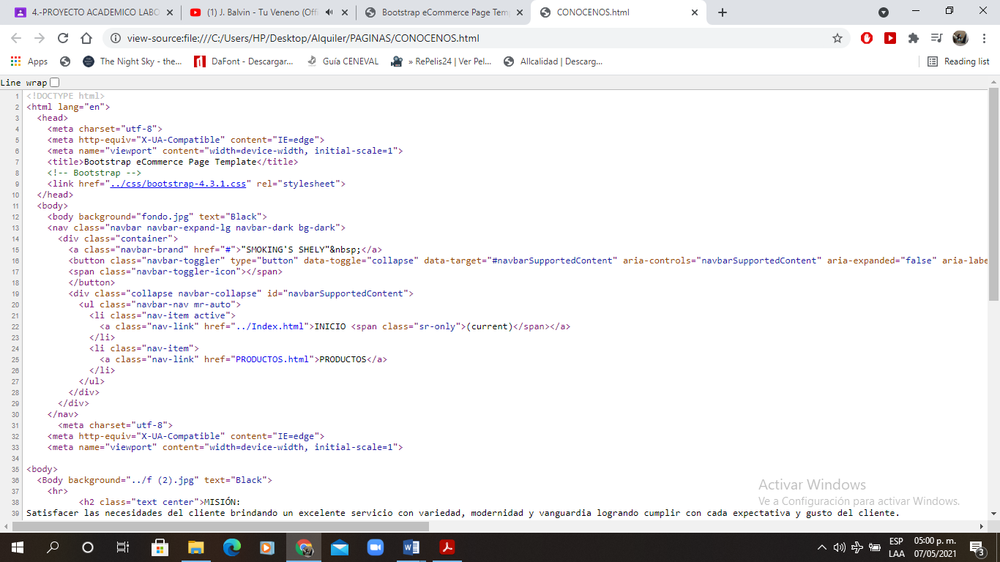 4.-PROYECTO ACADEMICO LABO
(1) J. Balvin - Tu Veneno (Offi
Bootstrap eCommerce Page Tem
CONOCENOS.html
view-source:file:///C:/Users/HP/Desktop/Alquiler/PAGINAS/CONOCENOS.html
Apps
The Night Sky - the...
DaFont - Descargar...
Guía CENEVAL
» RePelis24 | Ver Pel...
Allcalidad | Descarg...
Reading list
Line wrap
1 <!DOCTYPE html>
2 <html lang="en">
3 <head>
4 <meta charset="utf-8">
5 <meta http-equiv="X-UA-Compatible" content="IE=edge">
6 <meta name="viewport" content="width=device-width, initial-scale=1">
7 <title>Bootstrap eCommerce Page Template</title>
8 <!-- Bootstrap -->
9 <link href="../css/bootstrap-4.3.1.css" rel="stylesheet">
10 </head>
11 <body>
12 <body background="fondo.jpg" text="Black">
13 <nav class="navbar navbar-expand-lg navbar-dark bg-dark">
14 <div class="container">
15 <a class="navbar-brand" href="#">"SMOKING'S SHELY"&nbsp;</a>
16 <button class="navbar-toggler" type="button" data-toggle="collapse" data-target="#navbarSupportedContent" aria-controls="navbarSupportedContent" aria-expanded="false" aria-labe
17 <span class="navbar-toggler-icon"></span>
18 </button>
19 <div class="collapse navbar-collapse" id="navbarSupportedContent">
20 <ul class="navbar-nav mr-auto">
21 <li class="nav-item active">
22 <a class="nav-link" href="../Index.html">INICIO <span class="sr-only">(current)</span></a>
23 </li>
24 <li class="nav-item">
25 <a class="nav-link" href="PRODUCTOS.html">PRODUCTOS</a>
26 </li>
27 </ul>
28 </div>
29 </div>
30 </nav>
31 <meta charset="utf-8">
32 <meta http-equiv="X-UA-Compatible" content="IE=edge">
33 <meta name="viewport" content="width=device-width, initial-scale=1">
34
35 <body>
36 <Body background="../f (2).jpg" text="Black">
37 <hr>
38 <h2 class="text center">MISIÓN:
39 Satisfacer las necesidades del cliente brindando un excelente servicio con variedad, modernidad y vanguardia logrando cumplir con cada expectativa y gusto del cliente.
Activar Windows
Ve a Configuración para activar Windows.
ESP
LAA
05:00 p. m.
07/05/2021
3